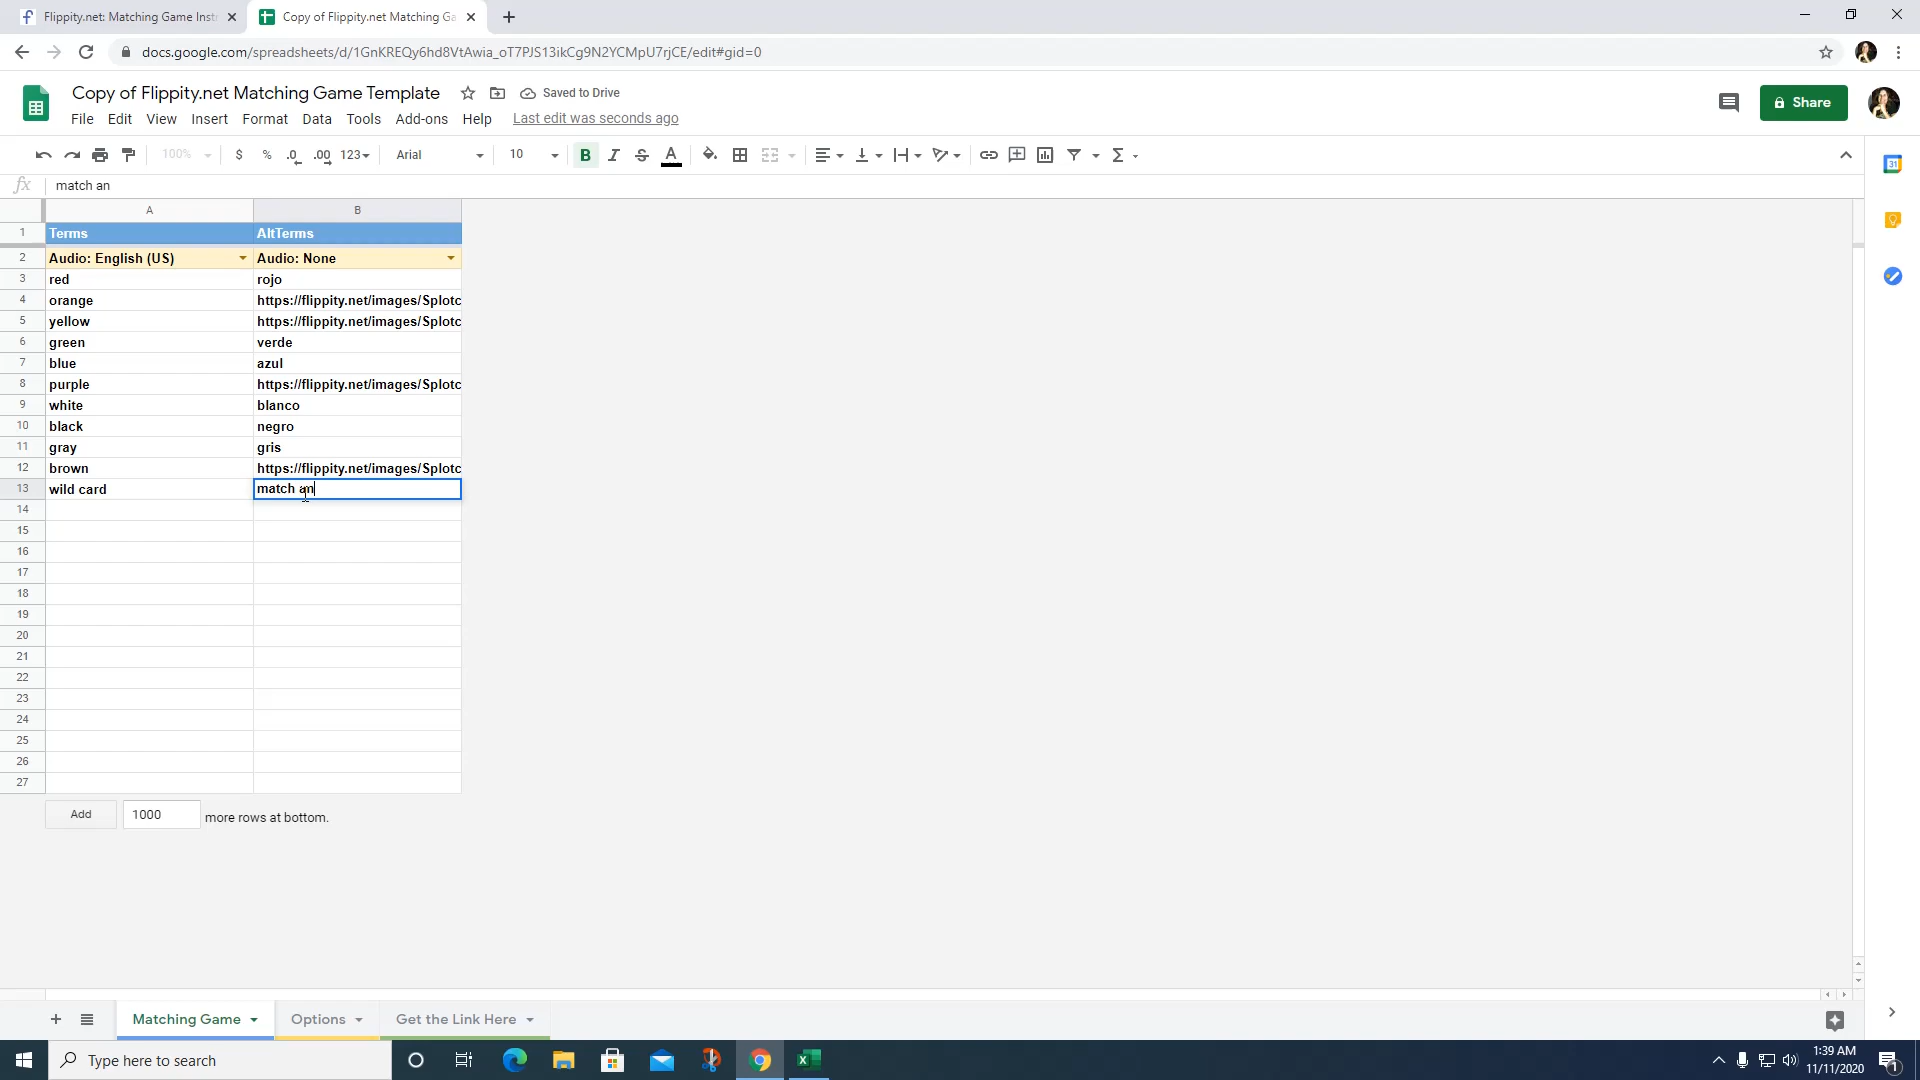 Flippity.net: Matching Game Inst
Copy of Flippity.net Matching Ga
docs.google.com/spreadsheets/d/1GnKREQy6hd8VtAwia_oT7PJS13ikCg9N2YCMpU7rjCE/edit#gid=0
Copy of Flippity.net Matching Game Template
Saved to Drive
Share
File Edit View Insert Format Data Tools Add-ons Help Last edit was seconds ago
100% $ % .0 .00 123 Arial 10 B I S A Σ
fx match an
A B
1 Terms AltTerms
2 Audio: English (US) Audio: None
3 red rojo
4 orange https://flippity.net/images/Splotc
5 yellow https://flippity.net/images/Splotc
6 green verde
7 blue azul
8 purple https://flippity.net/images/Splotc
9 white blanco
10 black negro
11 gray gris
12 brown https://flippity.net/images/Splotc
13 wild card match an
14
15
16
17
18
19
20
21
22
23
24
25
26
27
Add 1000 more rows at bottom.
Matching Game Options Get the Link Here
Type here to search
1:39 AM
11/11/2020
1
31